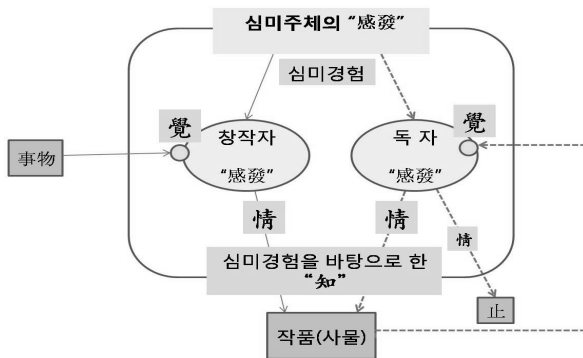 심미주체의 “感發”
심미경험
覺
창작자
“感發”
독 자
“感發”
覺
事物
情
情
情
심미경험을 바탕으로 한
“知”
止
작품(사물)